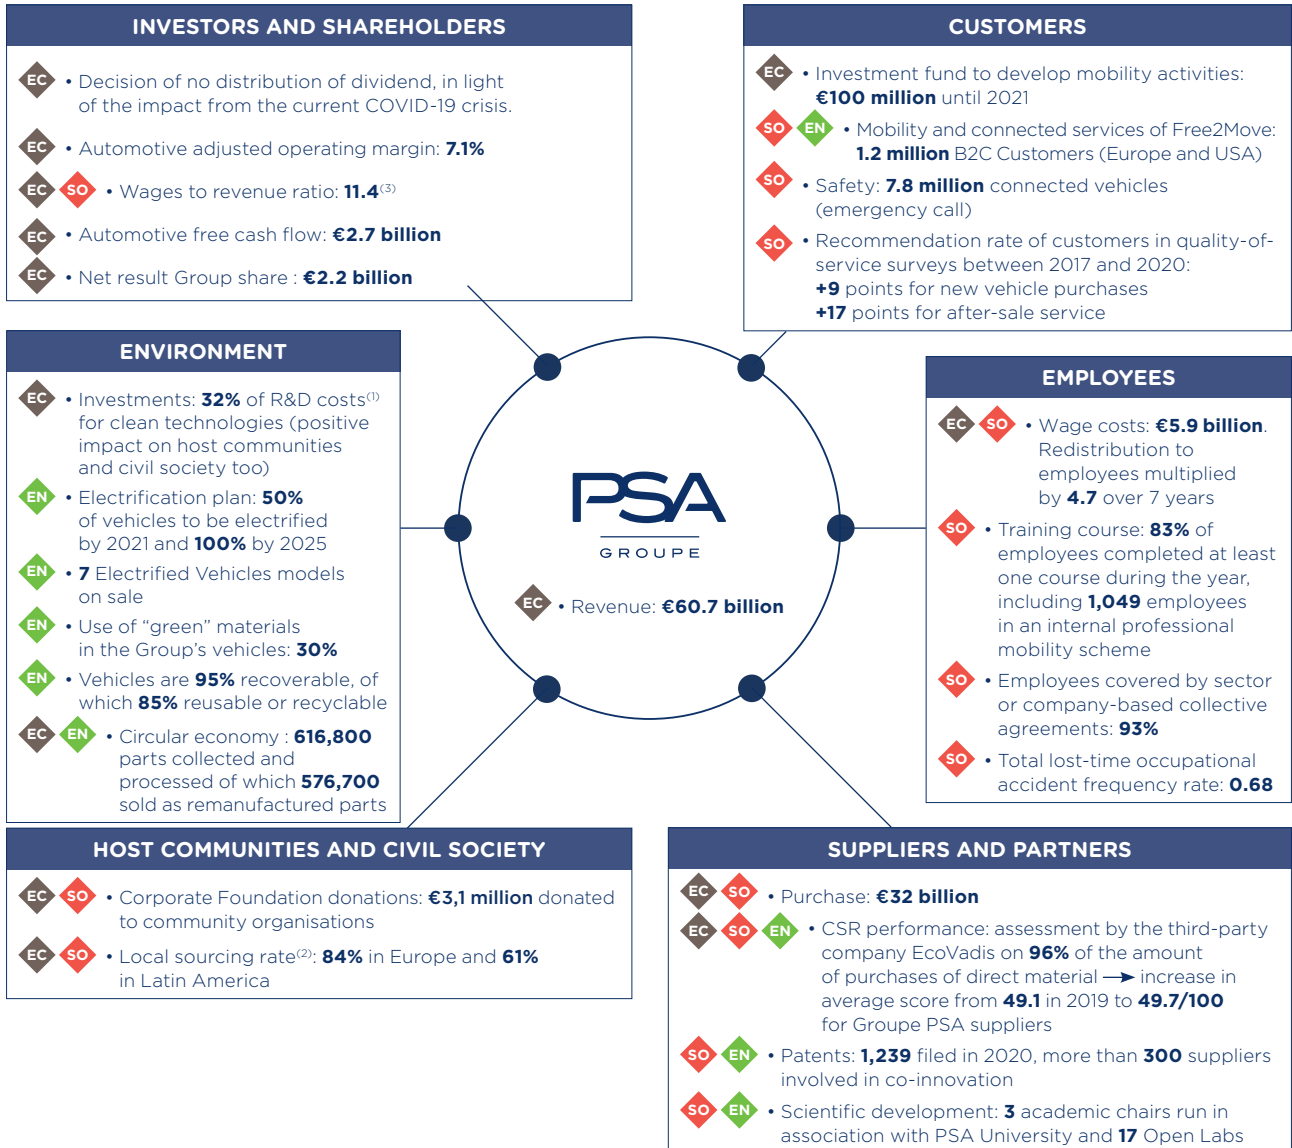 INVESTORS AND SHAREHOLDERS
EC • Decision of no distribution of dividend, in light
of the impact from the current COVID-19 crisis.
EC • Automotive adjusted operating margin: 7.1%
EC SO • Wages to revenue ratio: 11.4(3)
EC • Automotive free cash flow: €2.7 billion
EC • Net result Group share : €2.2 billion
CUSTOMERS
EC • Investment fund to develop mobility activities:
€100 million until 2021
SO EN • Mobility and connected services of Free2Move:
1.2 million B2C Customers (Europe and USA)
SO • Safety: 7.8 million connected vehicles
(emergency call)
SO • Recommendation rate of customers in quality-of-
service surveys between 2017 and 2020:
+9 points for new vehicle purchases
+17 points for after-sale service
ENVIRONMENT
EC • Investments: 32% of R&D costs(1)
for clean technologies (positive
impact on host communities
and civil society too)
EN • Electrification plan: 50%
of vehicles to be electrified
by 2021 and 100% by 2025
EN • 7 Electrified Vehicles models
on sale
EN • Use of “green” materials
in the Group’s vehicles: 30%
EN • Vehicles are 95% recoverable, of
which 85% reusable or recyclable
EC EN • Circular economy : 616,800
parts collected and
processed of which 576,700
sold as remanufactured parts
PSA
GROUPE
EC • Revenue: €60.7 billion
EMPLOYEES
EC SO • Wage costs: €5.9 billion.
Redistribution to
employees multiplied
by 4.7 over 7 years
SO • Training course: 83% of
employees completed at least
one course during the year,
including 1,049 employees
in an internal professional
mobility scheme
SO • Employees covered by sector
or company-based collective
agreements: 93%
SO • Total lost-time occupational
accident frequency rate: 0.68
HOST COMMUNITIES AND CIVIL SOCIETY
EC SO • Corporate Foundation donations: €3,1 million donated
to community organisations
EC SO • Local sourcing rate(2): 84% in Europe and 61%
in Latin America
SUPPLIERS AND PARTNERS
EC SO • Purchase: €32 billion
EC SO EN • CSR performance: assessment by the third-party
company EcoVadis on 96% of the amount
of purchases of direct material → increase in
average score from 49.1 in 2019 to 49.7/100
for Groupe PSA suppliers
SO EN • Patents: 1,239 filed in 2020, more than 300 suppliers
involved in co-innovation
SO EN • Scientific development: 3 academic chairs run in
association with PSA University and 17 Open Labs